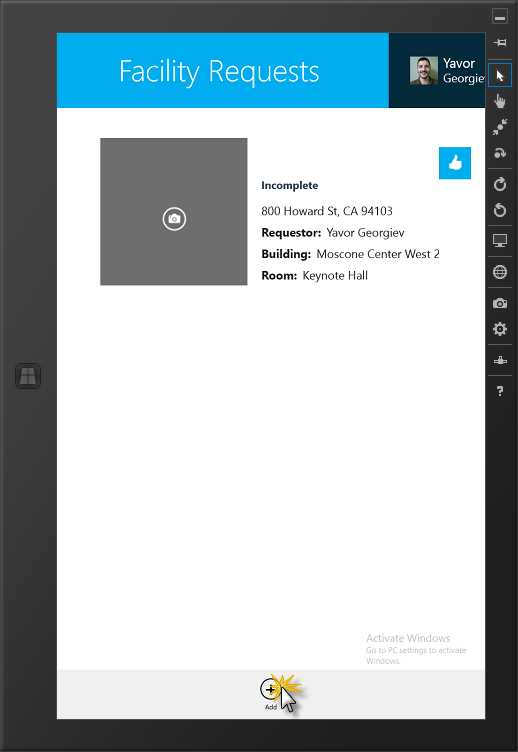 Facility Requests
Yavor
Georgiev
Incomplete
800 Howard St, CA 94103
Requestor: Yavor Georgiev
Building: Moscone Center West 2
Room: Keynote Hall
Activate Windows
Go to PC settings to activate
Windows.
Add
?